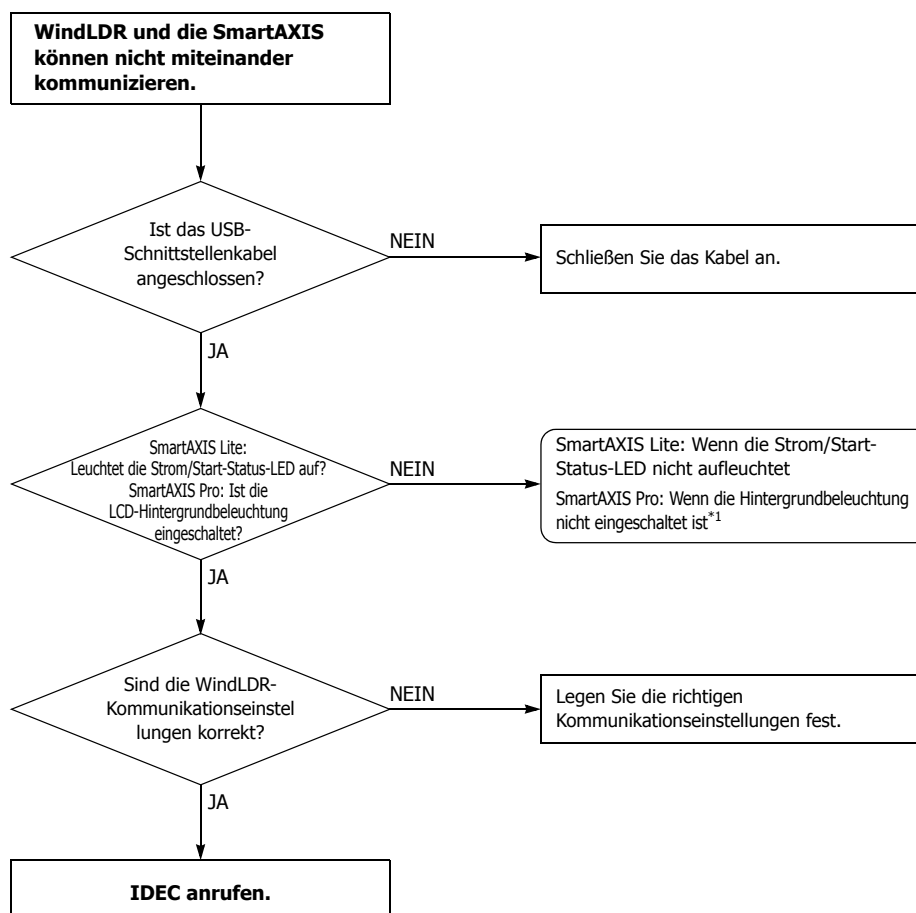 WindLDR und die SmartAXIS
können nicht miteinander
kommunizieren.
Ist das USB-
Schnittstellenkabel
angeschlossen?
NEIN
Schließen Sie das Kabel an.
JA
SmartAXIS Lite:
Leuchtet die Strom/Start-Status-LED auf?
SmartAXIS Pro: Ist die
LCD-Hintergrundbeleuchtung
eingeschaltet?
NEIN
SmartAXIS Lite: Wenn die Strom/Start-
Status-LED nicht aufleuchtet
SmartAXIS Pro: Wenn die Hintergrundbeleuchtung
nicht eingeschaltet ist*1
JA
Sind die WindLDR-
Kommunikationseinstel
lungen korrekt?
NEIN
Legen Sie die richtigen
Kommunikationseinstellungen fest.
JA
IDEC anrufen.